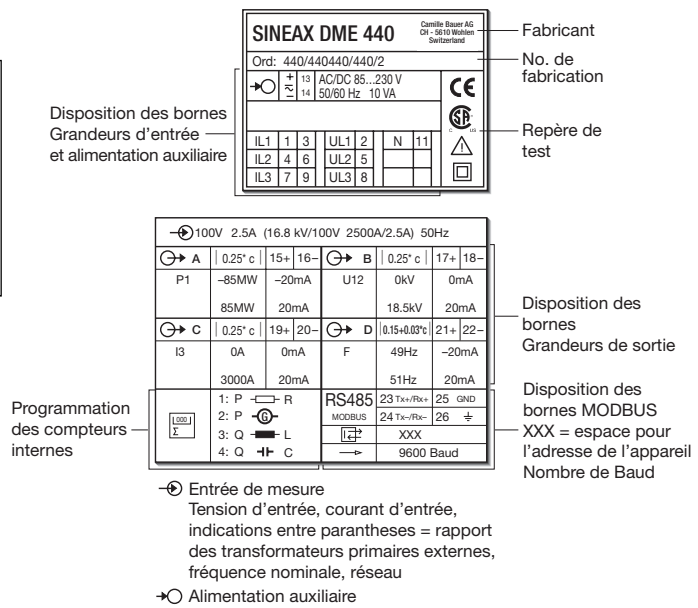 SINEAX DME 440
Camille Bauer AG
CH - 5610 Wohlen
Switzerland
Fabricant
Ord: 440/440440/440/2
No. de
fabrication
+ 13 AC/DC 85...230 V
– 14 50/60 Hz 10 VA
CE
SA
C US
Repère de
test
Disposition des bornes
Grandeurs d'entrée
et alimentation auxiliaire
IL1 1 3 UL1 2 N 11
IL2 4 6 UL2 5
IL3 7 9 UL3 8
100V 2.5A (16.8 kV/100V 2500A/2.5A) 50Hz
A 0.25* c 15+ 16– B 0.25* c 17+ 18–
P1 –85MW –20mA U12 0kV 0mA
85MW 20mA 18.5kV 20mA
C 0.25* c 19+ 20– D 0.15+0.03*c 21+ 22–
I3 0A 0mA F 49Hz –20mA
3000A 20mA 51Hz 20mA
Disposition des
bornes
Grandeurs de sortie
Programmation
des compteurs
internes
1: P R
2: P G
3: Q L
4: Q C
Σ
RS485 23 Tx+/Rx+ 25 GND
MODBUS 24 Tx–/Rx– 26
XXX
9600 Baud
Disposition des
bornes MODBUS
XXX = espace pour
l'adresse de l'appareil
Nombre de Baud
Entrée de mesure
Tension d'entrée, courant d'entrée,
indications entre parantheses = rapport
des transformateurs primaires externes,
fréquence nominale, réseau
Alimentation auxiliaire